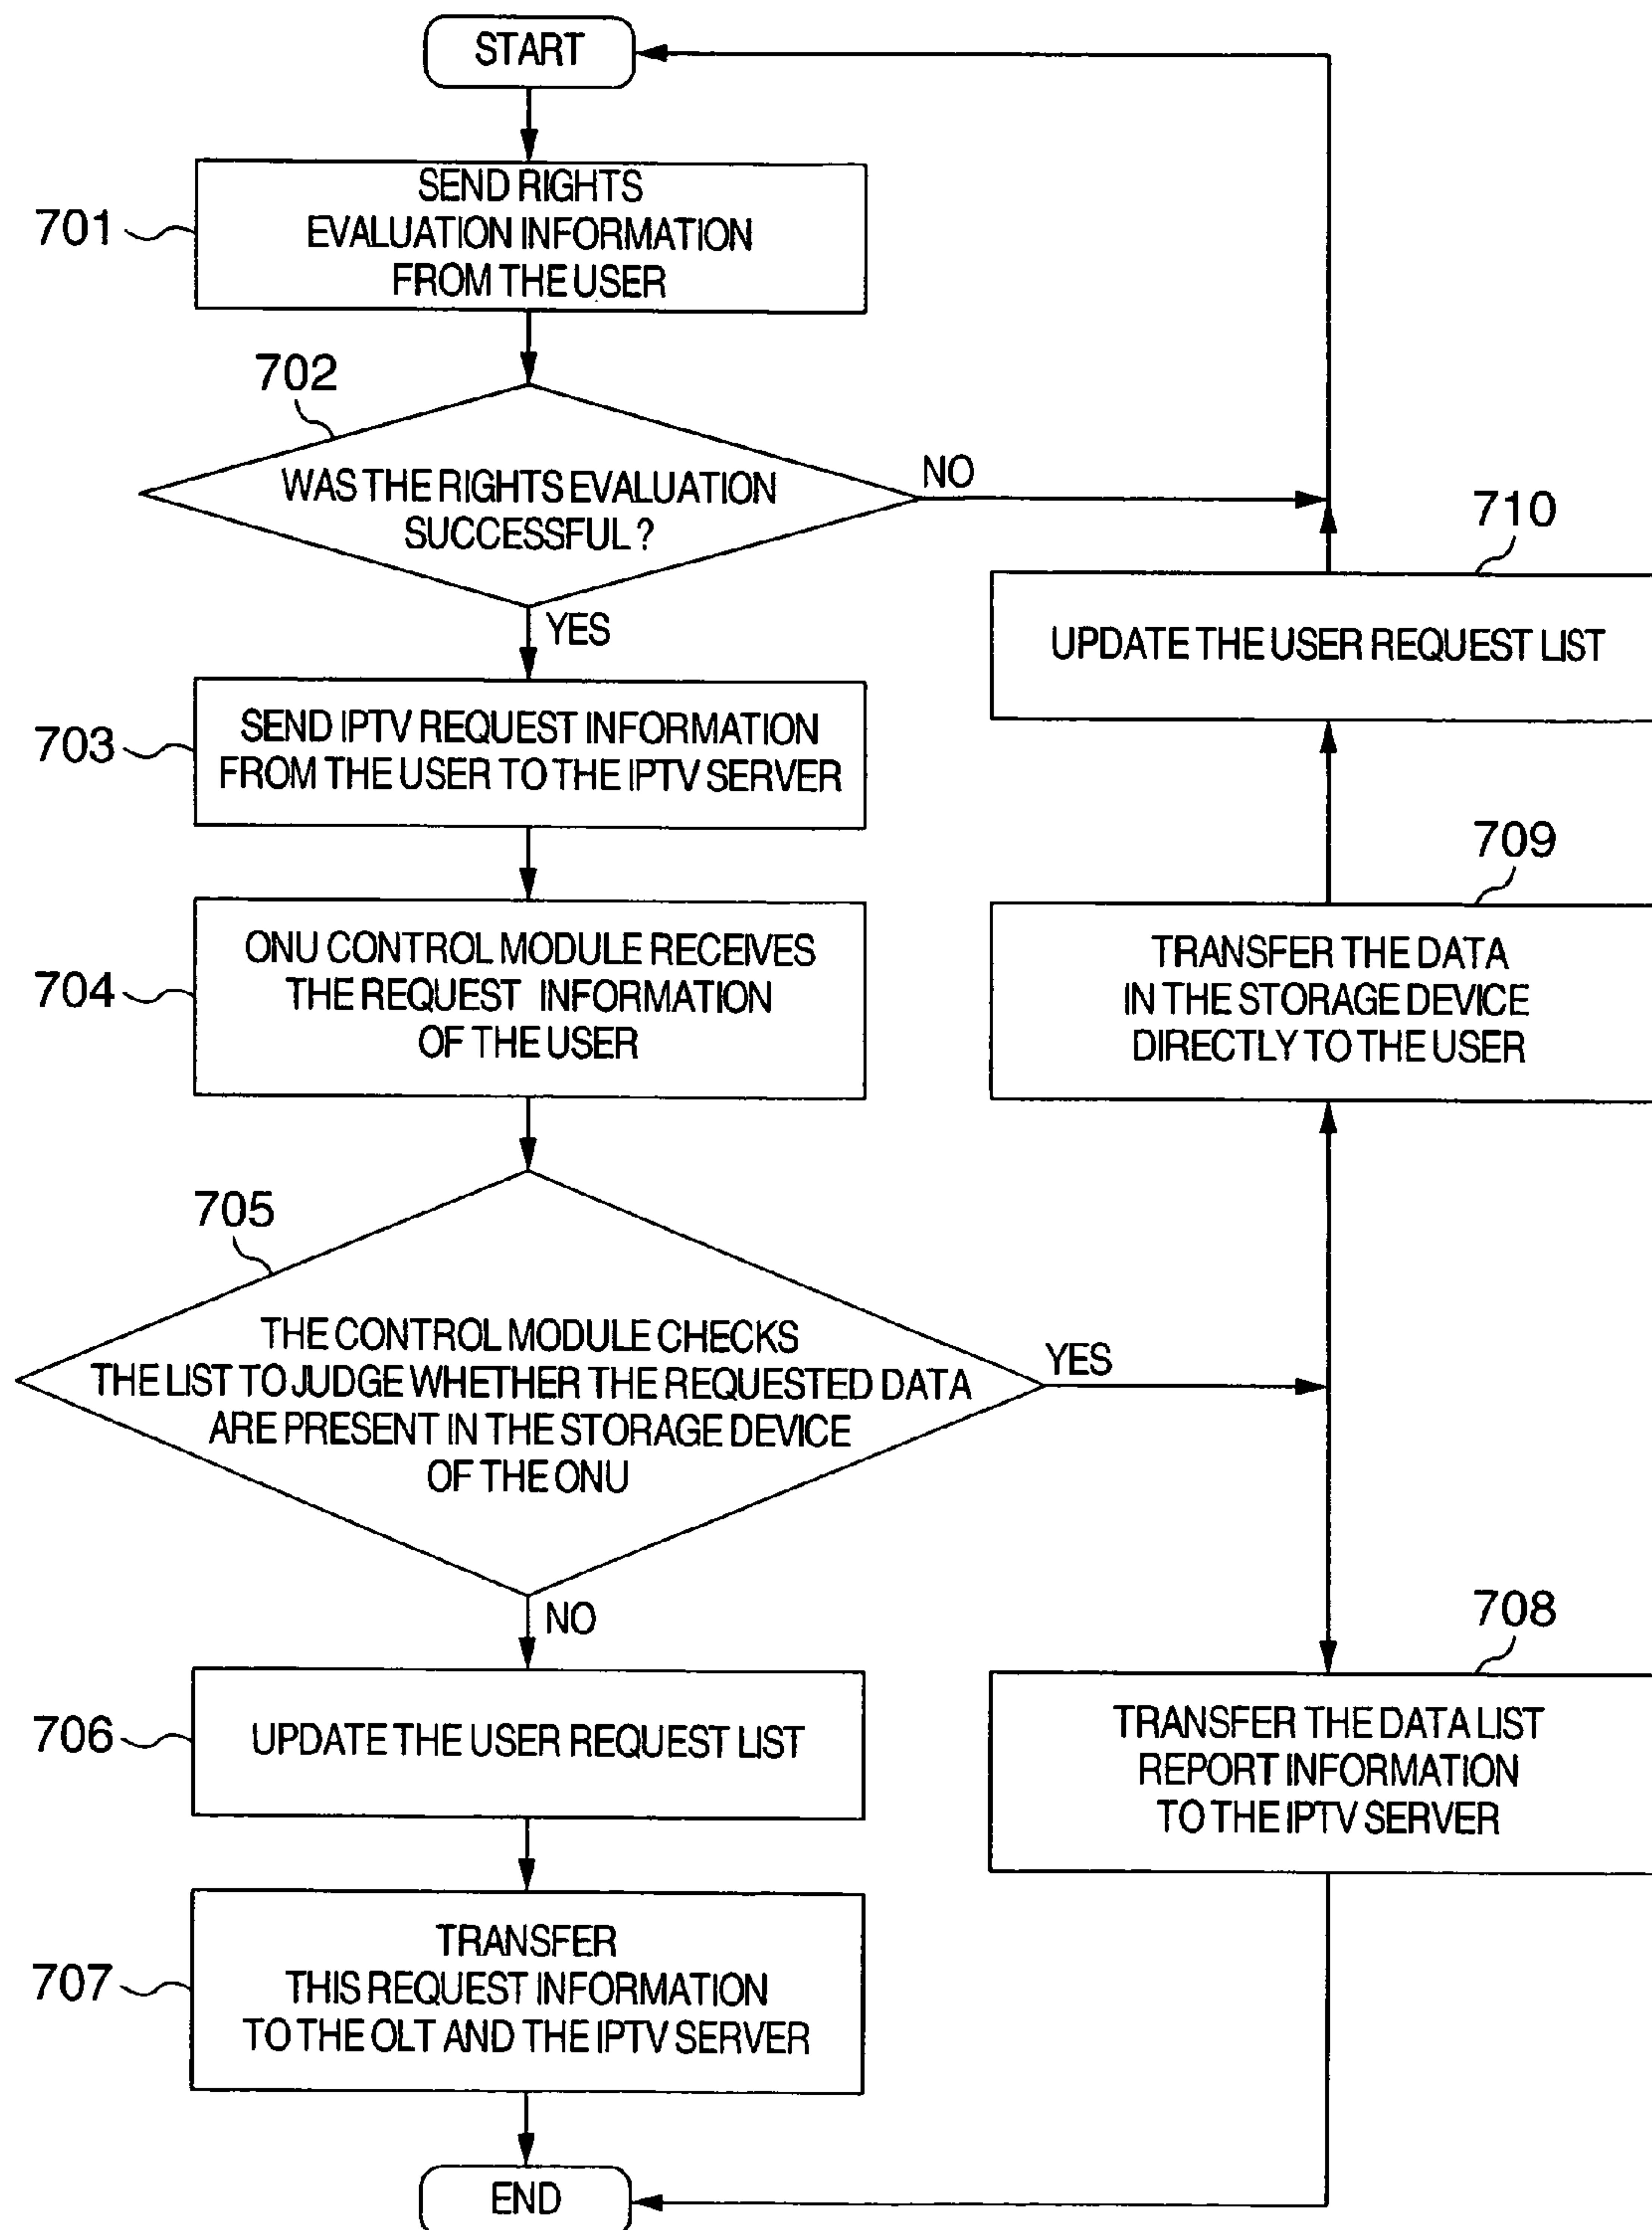 START
701
SEND RIGHTS
EVALUATION INFORMATION
FROM THE USER
702
WAS THE RIGHTS EVALUATION
SUCCESSFUL?
NO
YES
703
SEND IPTV REQUEST INFORMATION
FROM THE USER TO THE IPTV SERVER
704
ONU CONTROL MODULE RECEIVES
THE REQUEST INFORMATION
OF THE USER
705
THE CONTROL MODULE CHECKS
THE LIST TO JUDGE WHETHER THE REQUESTED DATA
ARE PRESENT IN THE STORAGE DEVICE
OF THE ONU
YES
NO
706
UPDATE THE USER REQUEST LIST
707
TRANSFER
THIS REQUEST INFORMATION
TO THE OLT AND THE IPTV SERVER
END
710
UPDATE THE USER REQUEST LIST
709
TRANSFER THE DATA
IN THE STORAGE DEVICE
DIRECTLY TO THE USER
708
TRANSFER THE DATA LIST
REPORT INFORMATION
TO THE IPTV SERVER